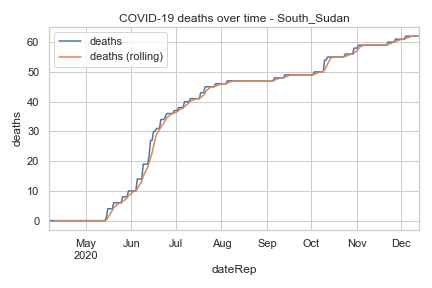 COVID-19 deaths over time - South_Sudan
deaths
deaths (rolling)
60
50
40
30
20
10
0
deaths
May Jun Jul Aug Sep Oct Nov Dec
2020
dateRep